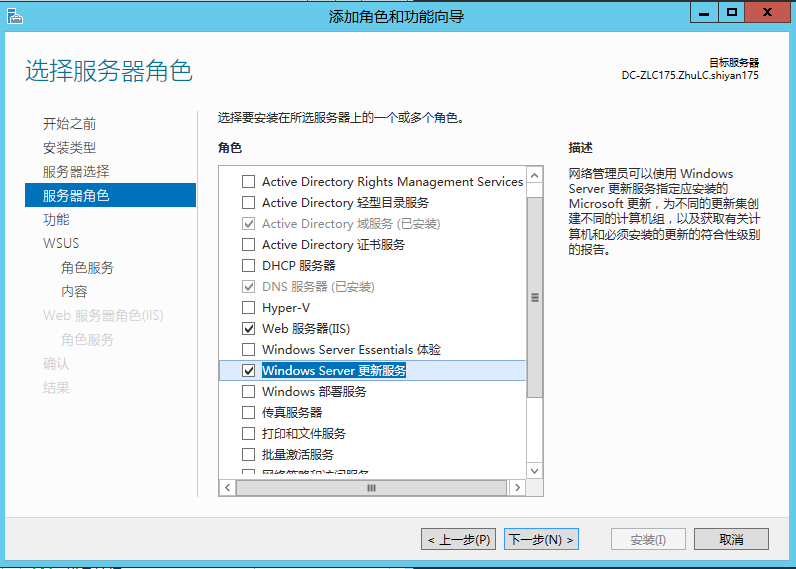 添加角色和功能向导
选择服务器角色
目标服务器
DC-ZLC175.ZhuLC.shiyan175
开始之前
安装类型
服务器选择
服务器角色
功能
WSUS
角色服务
内容
Web 服务器角色(IIS)
角色服务
确认
结果
选择要安装在所选服务器上的一个或多个角色。
角色
Active Directory Rights Management Services
Active Directory 轻型目录服务
Active Directory 域服务 (已安装)
Active Directory 证书服务
DHCP 服务器
DNS 服务器 (已安装)
Hyper-V
Web 服务器(IIS)
Windows Server Essentials 体验
Windows Server 更新服务
Windows 部署服务
传真服务器
打印和文件服务
批量激活服务
网络策略和访问服务
描述
网络管理员可以使用 Windows
Server 更新服务指定应安装的
Microsoft 更新，为不同的更新集创
建不同的计算机组，以及获取有关计
算机和必须安装的更新的符合性级别
的报告。
< 上一步(P)
下一步(N) >
安装(I)
取消